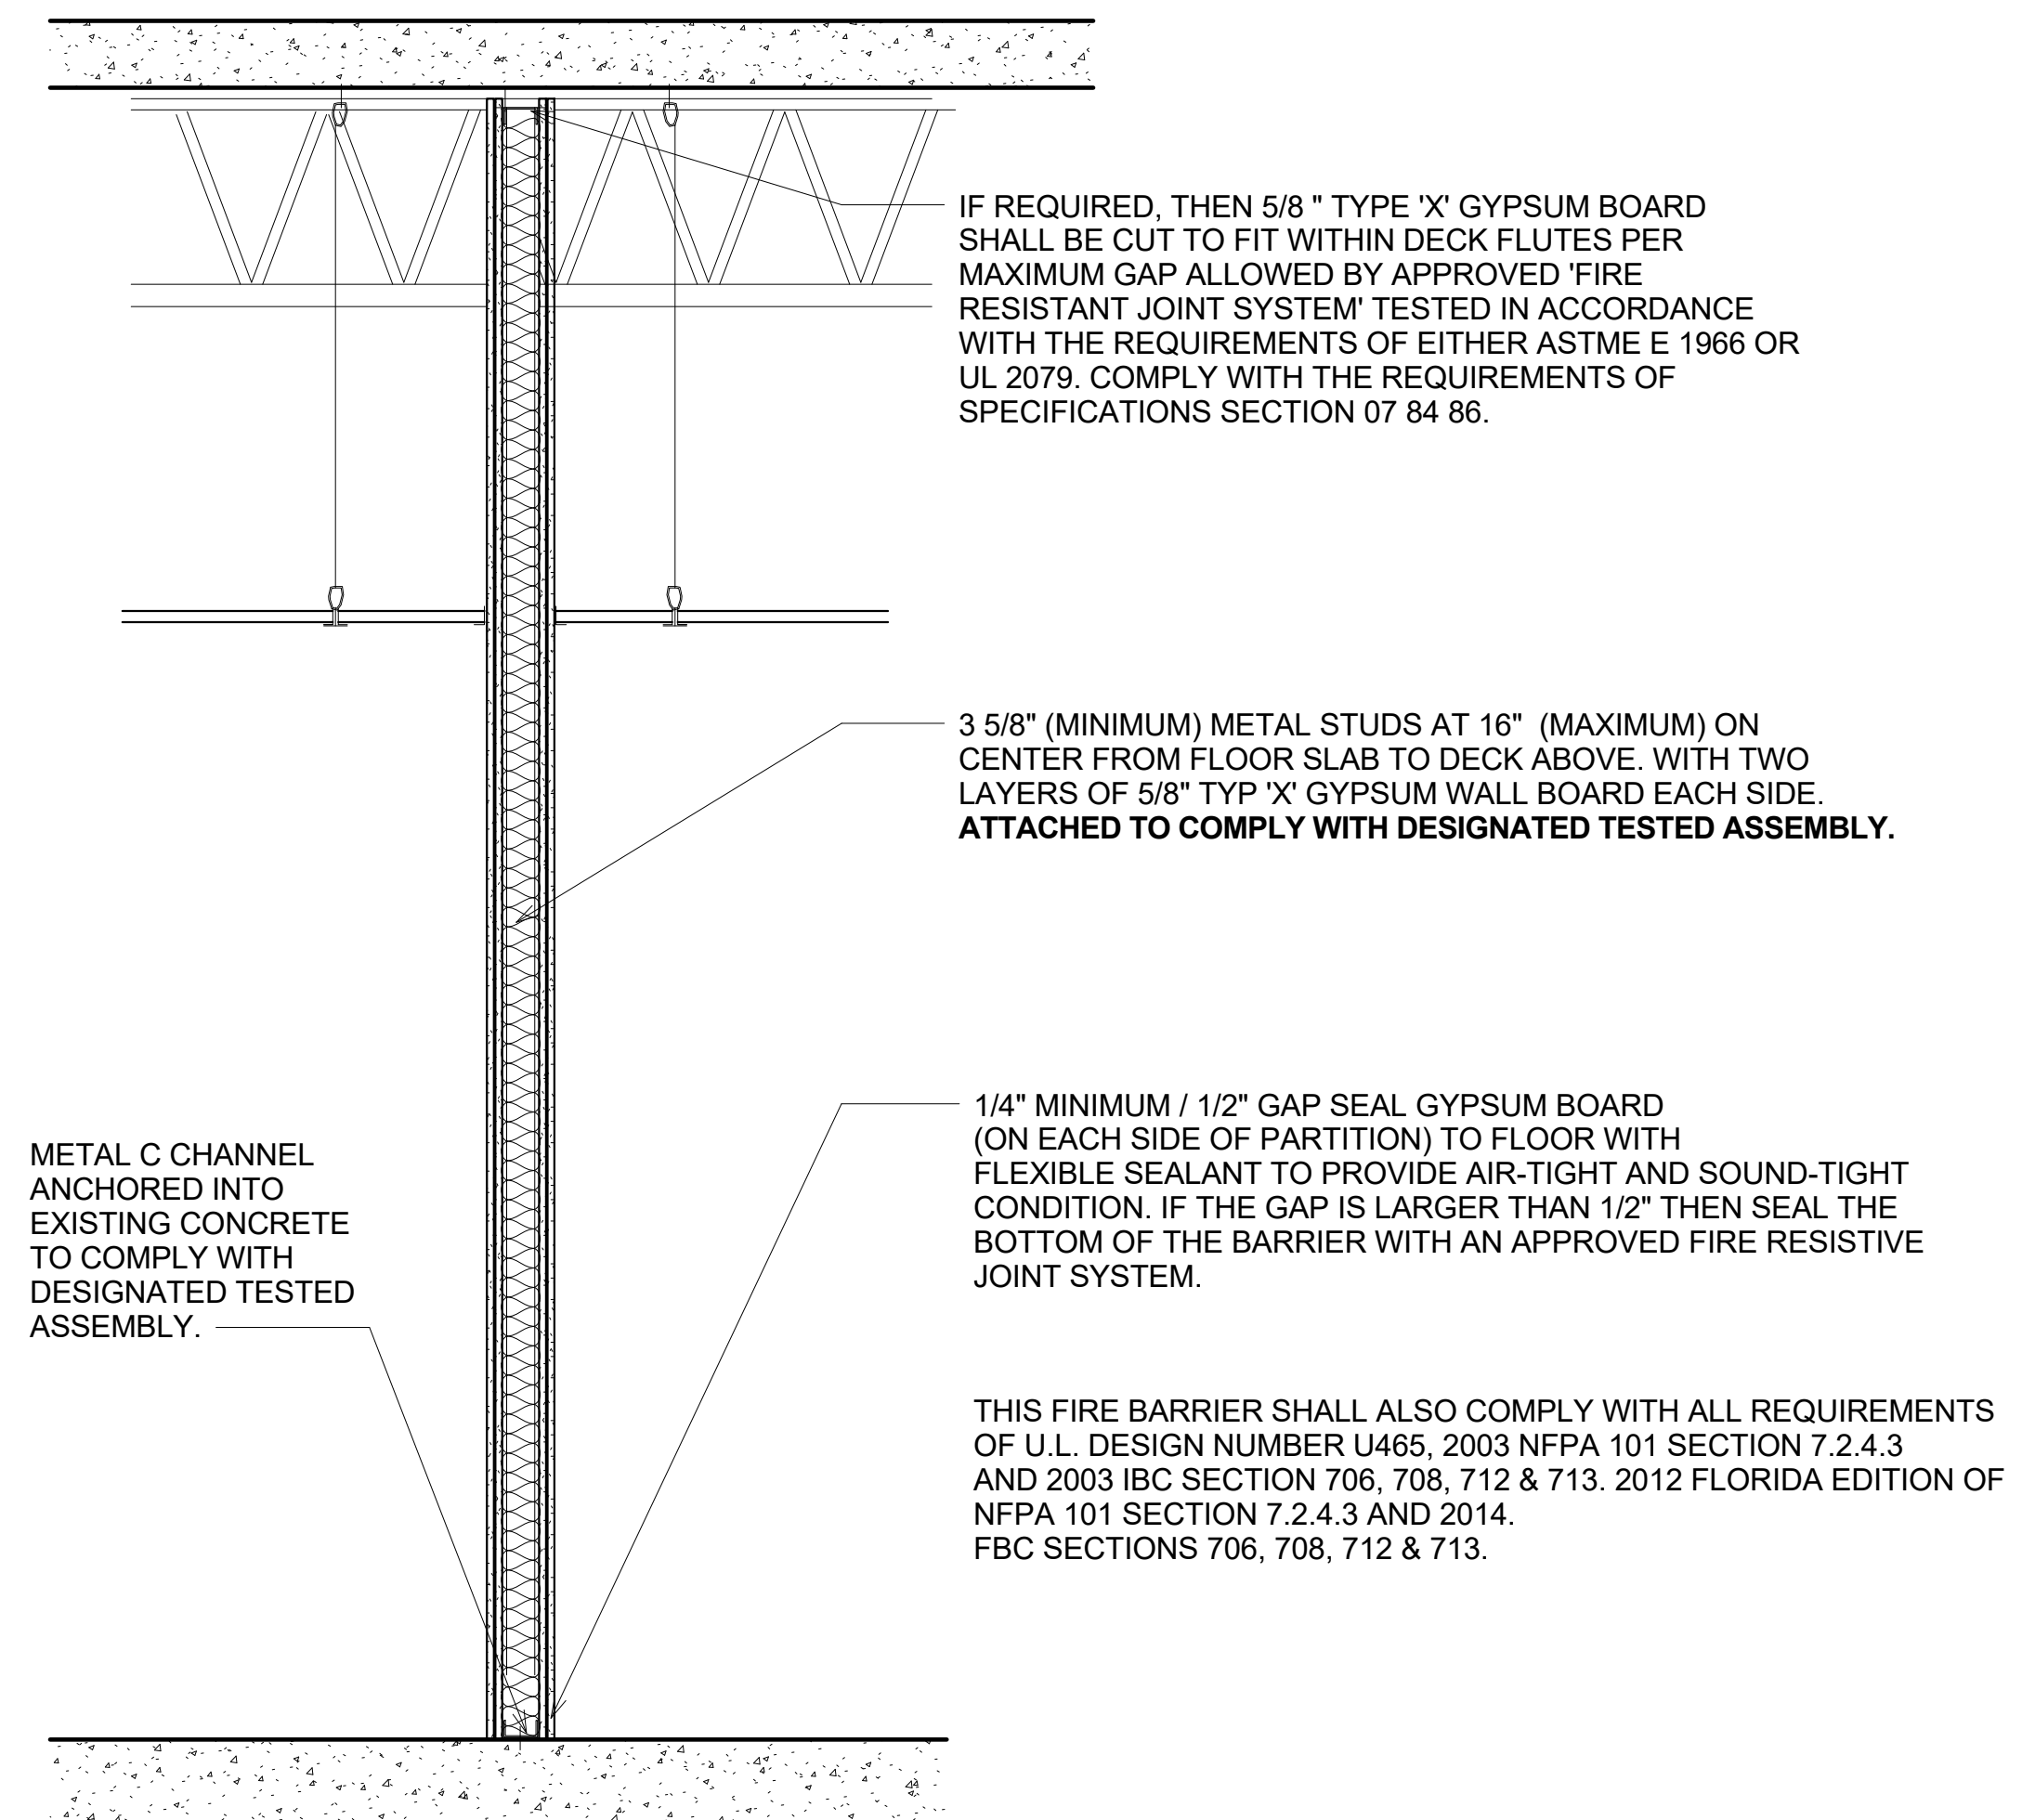 IF REQUIRED, THEN 5/8 " TYPE 'X' GYPSUM BOARD
SHALL BE CUT TO FIT WITHIN DECK FLUTES PER
MAXIMUM GAP ALLOWED BY APPROVED 'FIRE
RESISTANT JOINT SYSTEM' TESTED IN ACCORDANCE
WITH THE REQUIREMENTS OF EITHER ASTME E 1966 OR
UL 2079. COMPLY WITH THE REQUIREMENTS OF
SPECIFICATIONS SECTION 07 84 86.
3 5/8" (MINIMUM) METAL STUDS AT 16" (MAXIMUM) ON
CENTER FROM FLOOR SLAB TO DECK ABOVE. WITH TWO
LAYERS OF 5/8" TYP 'X' GYPSUM WALL BOARD EACH SIDE.
ATTACHED TO COMPLY WITH DESIGNATED TESTED ASSEMBLY.
1/4" MINIMUM / 1/2" GAP SEAL GYPSUM BOARD
(ON EACH SIDE OF PARTITION) TO FLOOR WITH
FLEXIBLE SEALANT TO PROVIDE AIR-TIGHT AND SOUND-TIGHT
CONDITION. IF THE GAP IS LARGER THAN 1/2" THEN SEAL THE
BOTTOM OF THE BARRIER WITH AN APPROVED FIRE RESISTIVE
JOINT SYSTEM.
METAL C CHANNEL
ANCHORED INTO
EXISTING CONCRETE
TO COMPLY WITH
DESIGNATED TESTED
ASSEMBLY.
THIS FIRE BARRIER SHALL ALSO COMPLY WITH ALL REQUIREMENTS
OF U.L. DESIGN NUMBER U465, 2003 NFPA 101 SECTION 7.2.4.3
AND 2003 IBC SECTION 706, 708, 712 & 713. 2012 FLORIDA EDITION OF
NFPA 101 SECTION 7.2.4.3 AND 2014.
FBC SECTIONS 706, 708, 712 & 713.